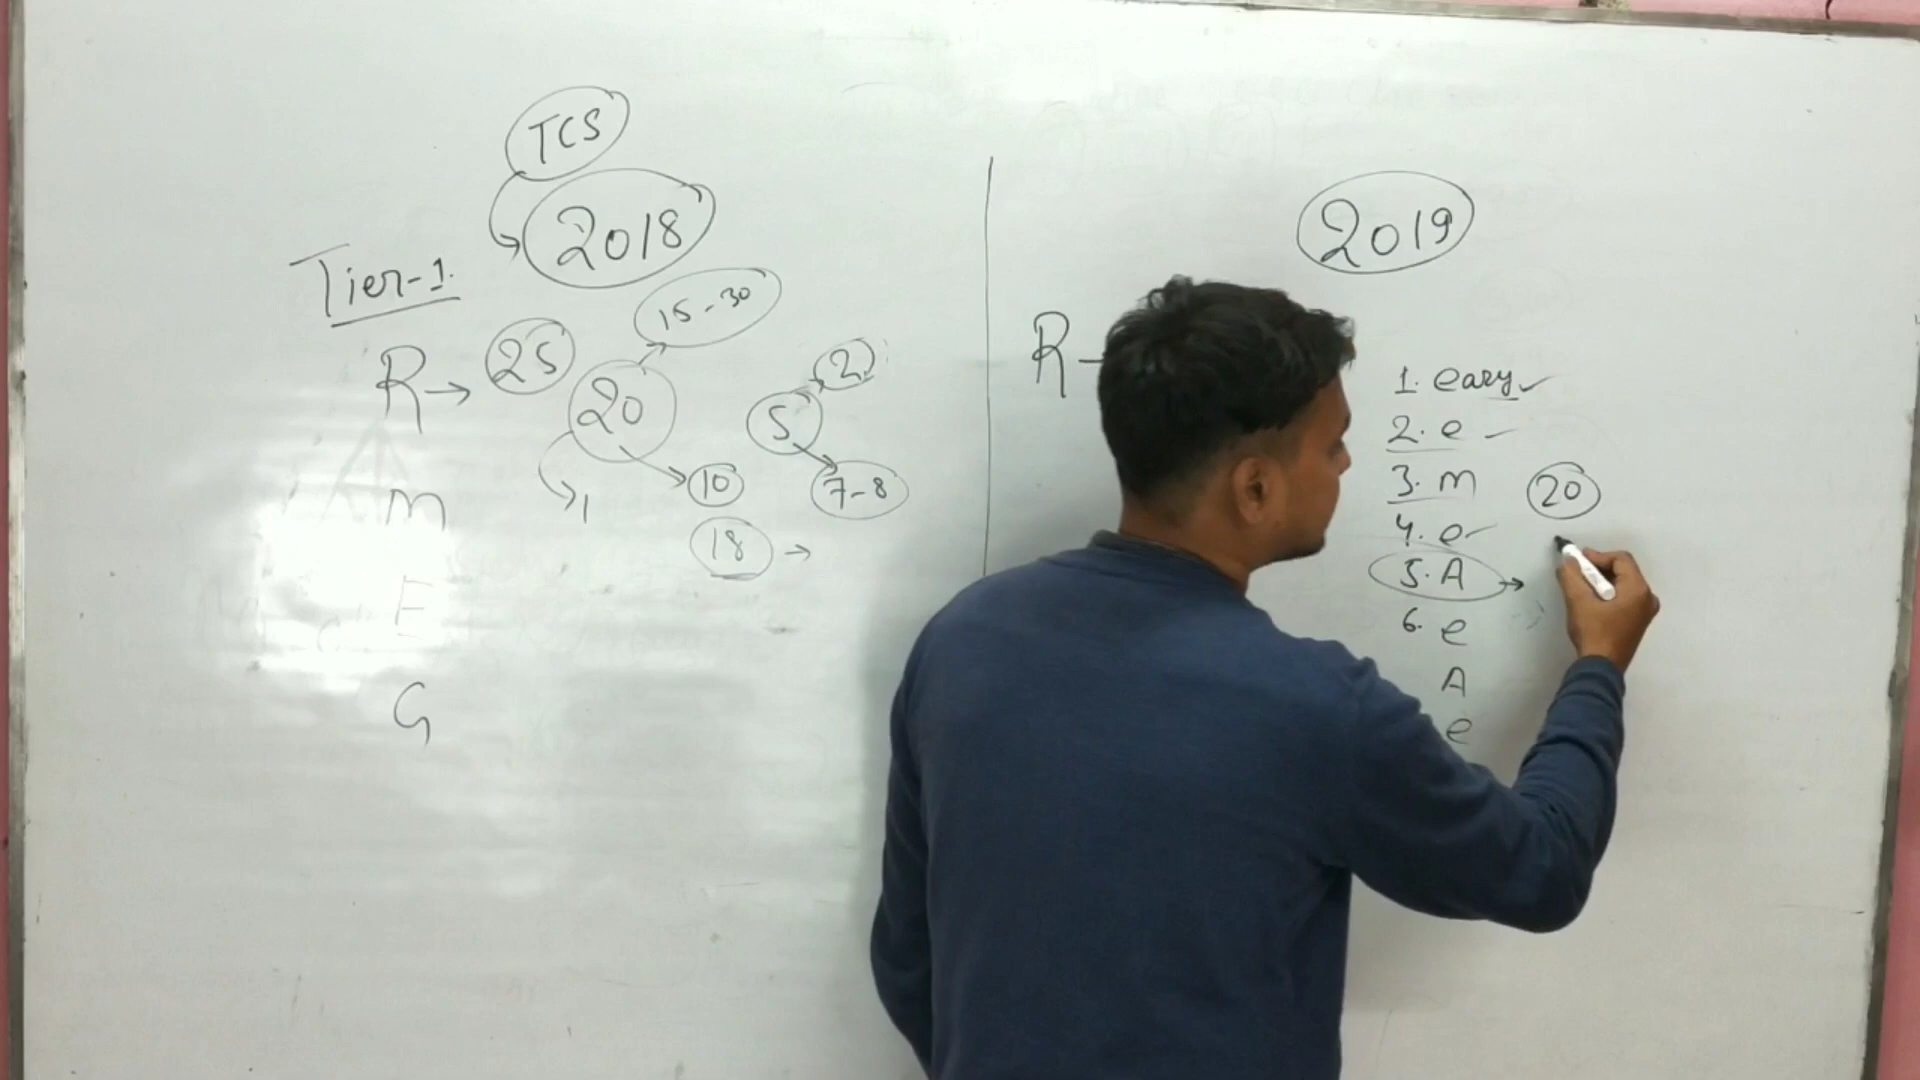 TCS
2018
Tier-1.
15-30
R → 25
20
5
2
10
7-8
1
18 →
M
E
G
2019
R -
1. easy ✓
2. e -
3. m
20
4. e -
5. A →
6. e
A
e